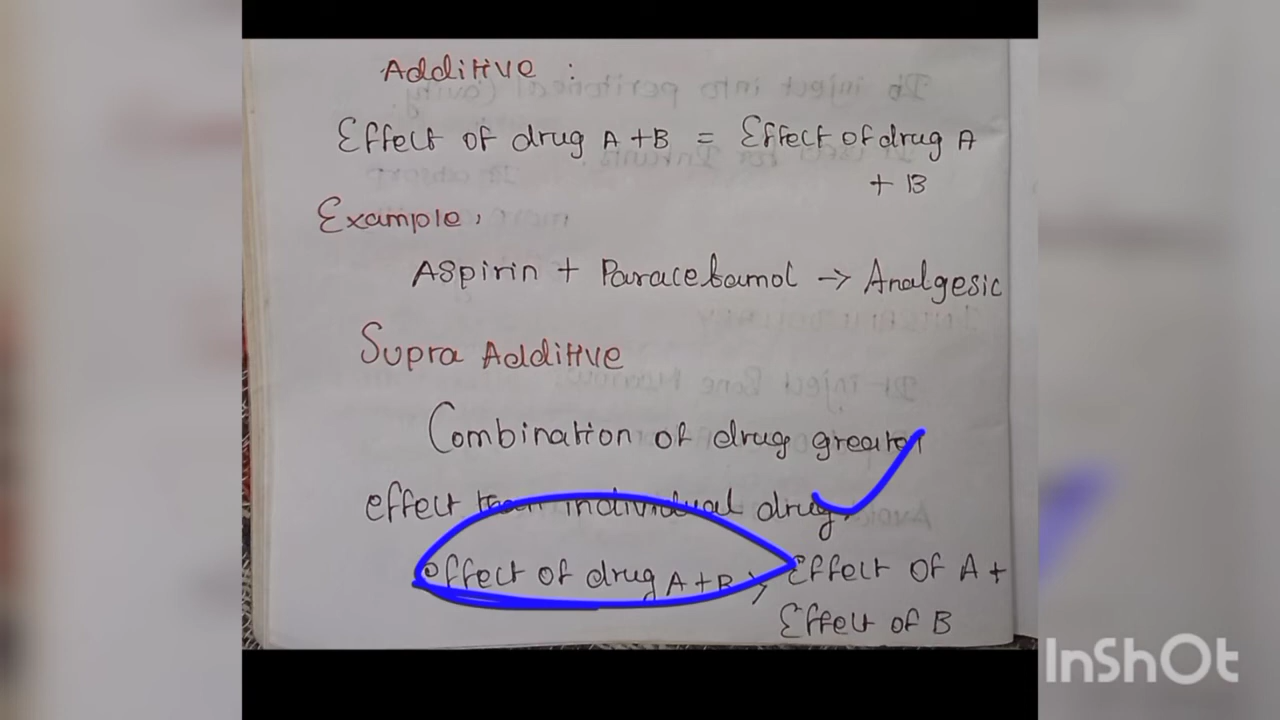 Additive :
Effect of drug A + B = Effect of drug A
+ B
Example,
Aspirin + Paracetamol → Analgesic
Supra Additive
Combination of drug greater
effect than individual drug.
effect of drug A + B > Effect of A +
Effect of B
InShOt